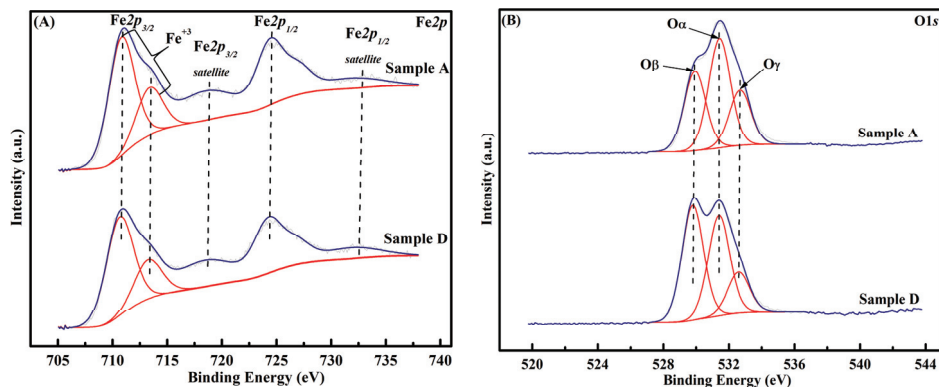 (A)
Fe2p
Fe2p3/2
Fe+3
Fe2p3/2
satellite
Fe2p1/2
Fe2p1/2
satellite
Sample A
Sample D
Intensity (a.u.)
705 710 715 720 725 730 735 740
Binding Energy (eV)
(B)
O1s
Oα
Oβ
Oγ
Sample A
Sample D
Intensity (a.u.)
520 524 528 532 536 540 544
Binding Energy (eV)